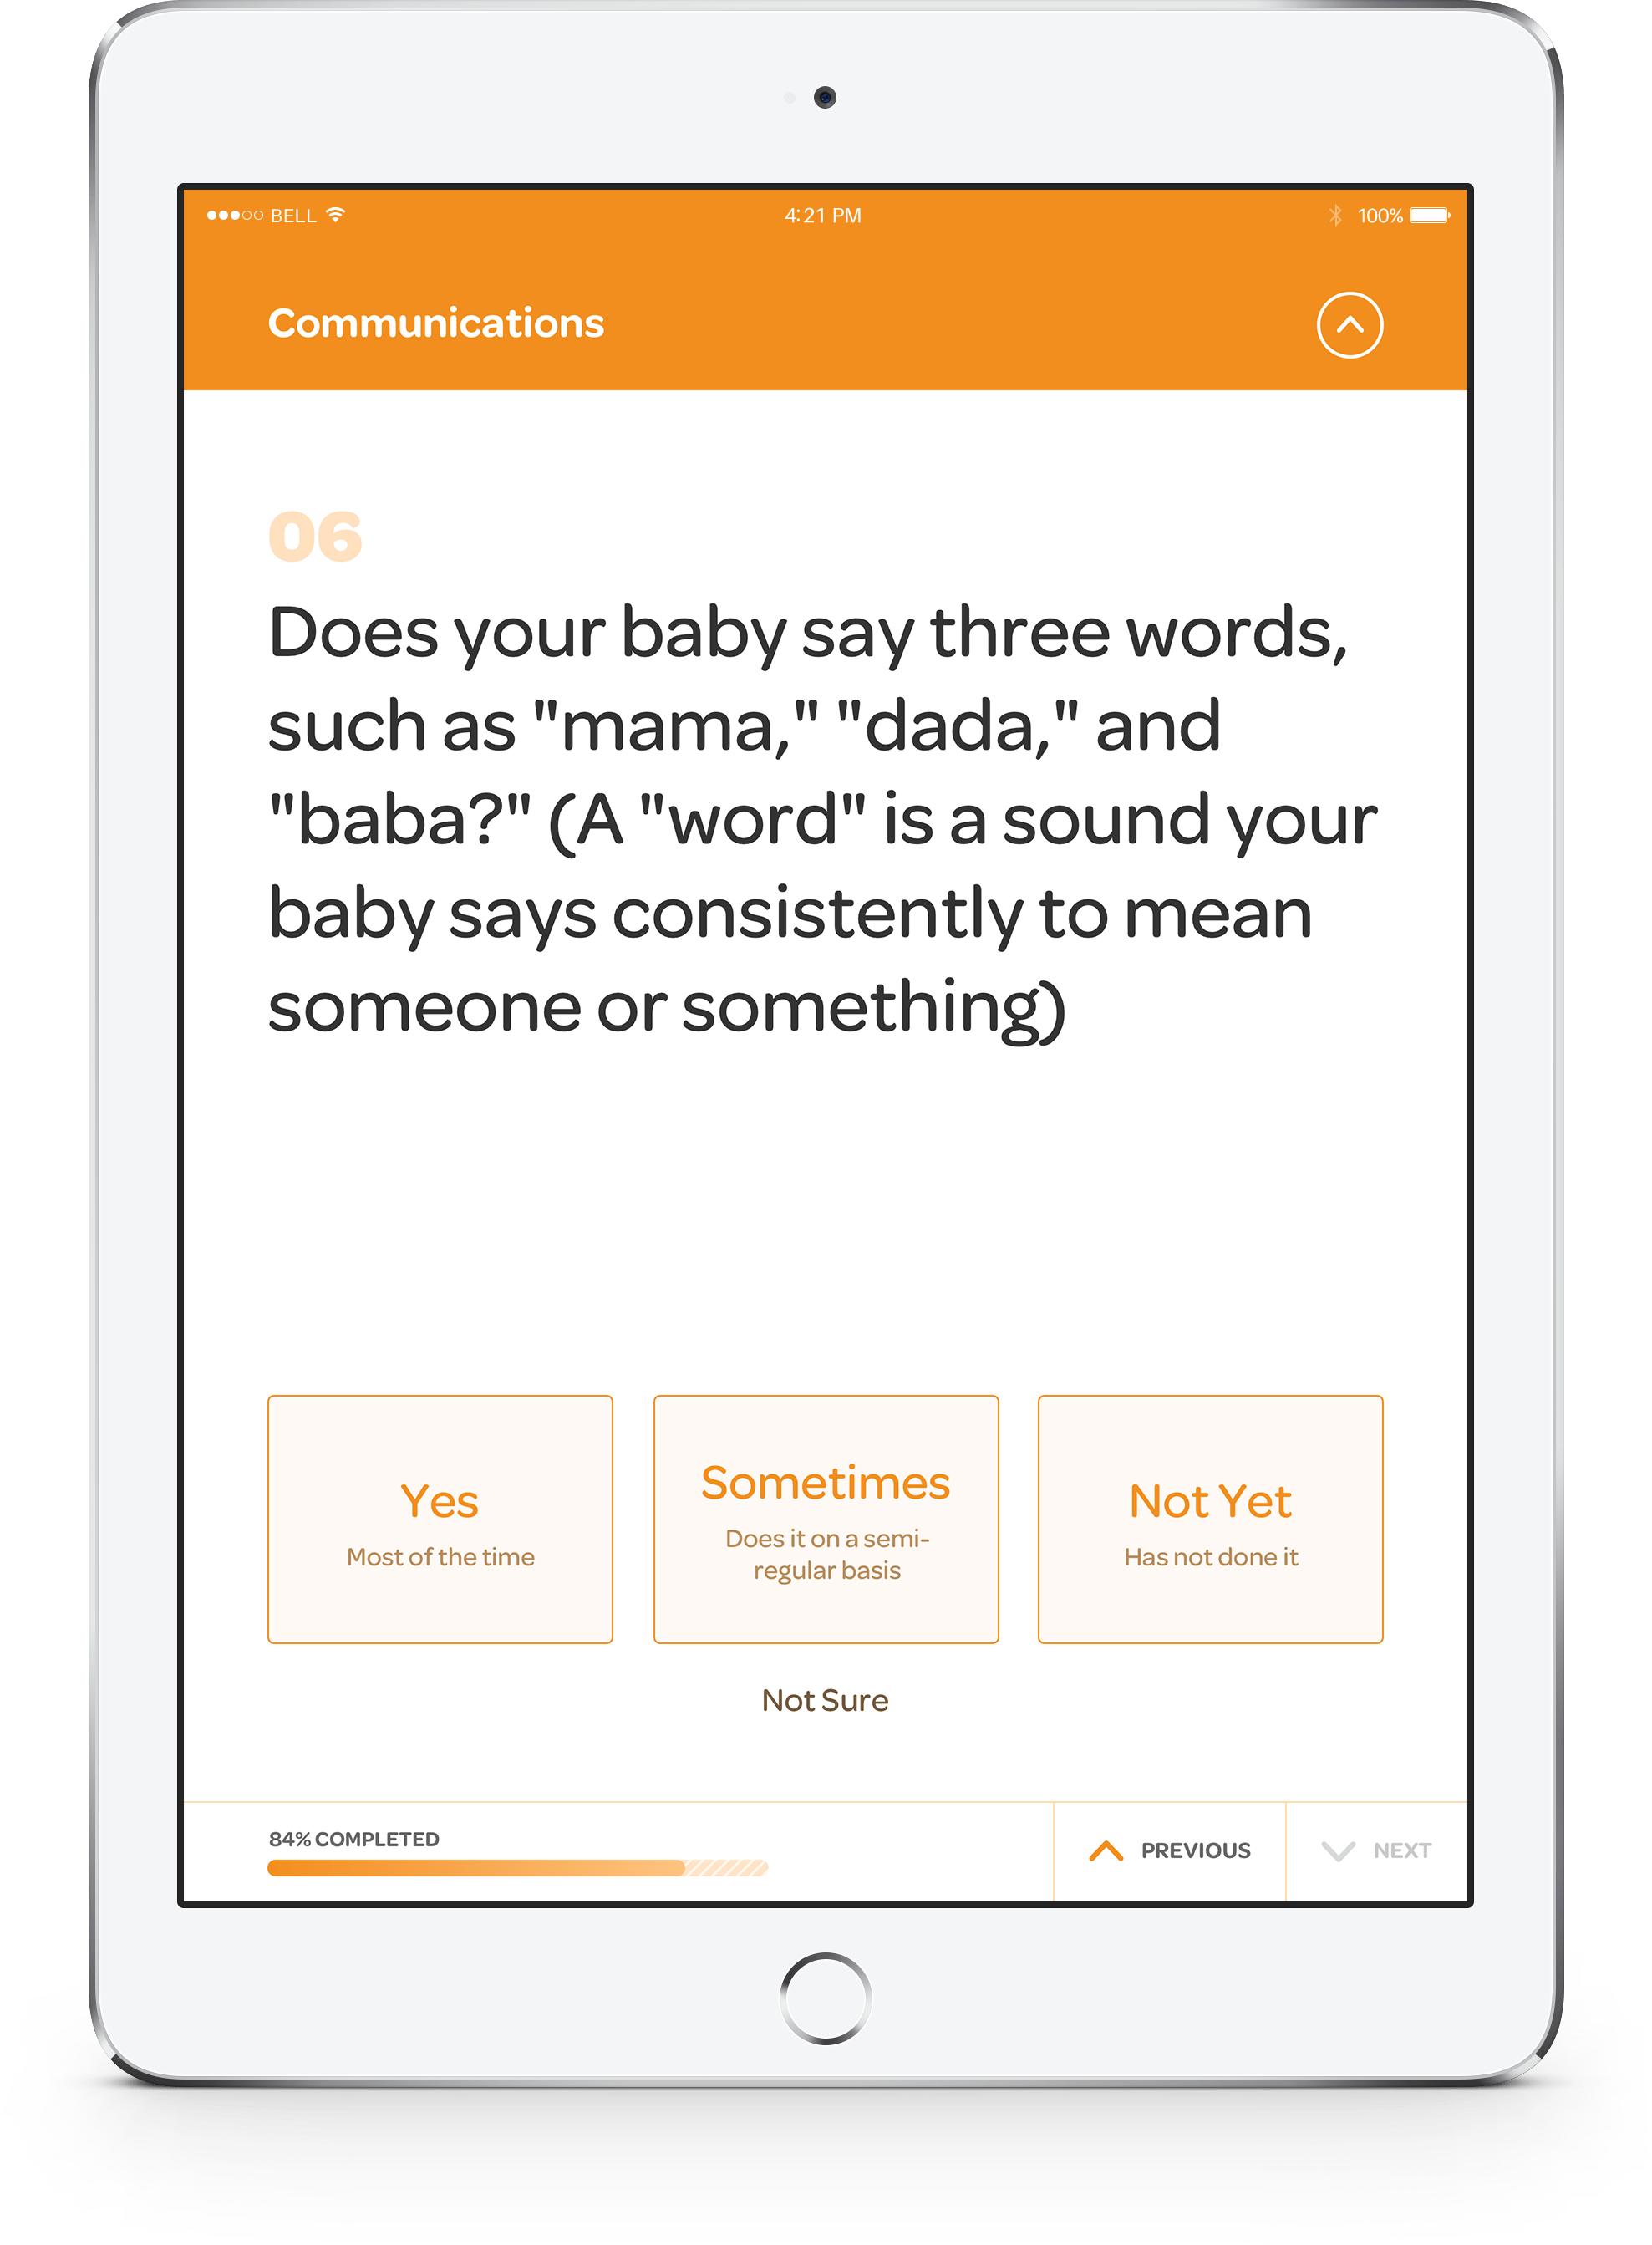 BELL 4:21 PM 100%
Communications
06
Does your baby say three words,
such as "mama," "dada," and
"baba?" (A "word" is a sound your
baby says consistently to mean
someone or something)
Yes
Most of the time
Sometimes
Does it on a semi-
regular basis
Not Yet
Has not done it
Not Sure
84% COMPLETED
PREVIOUS
NEXT